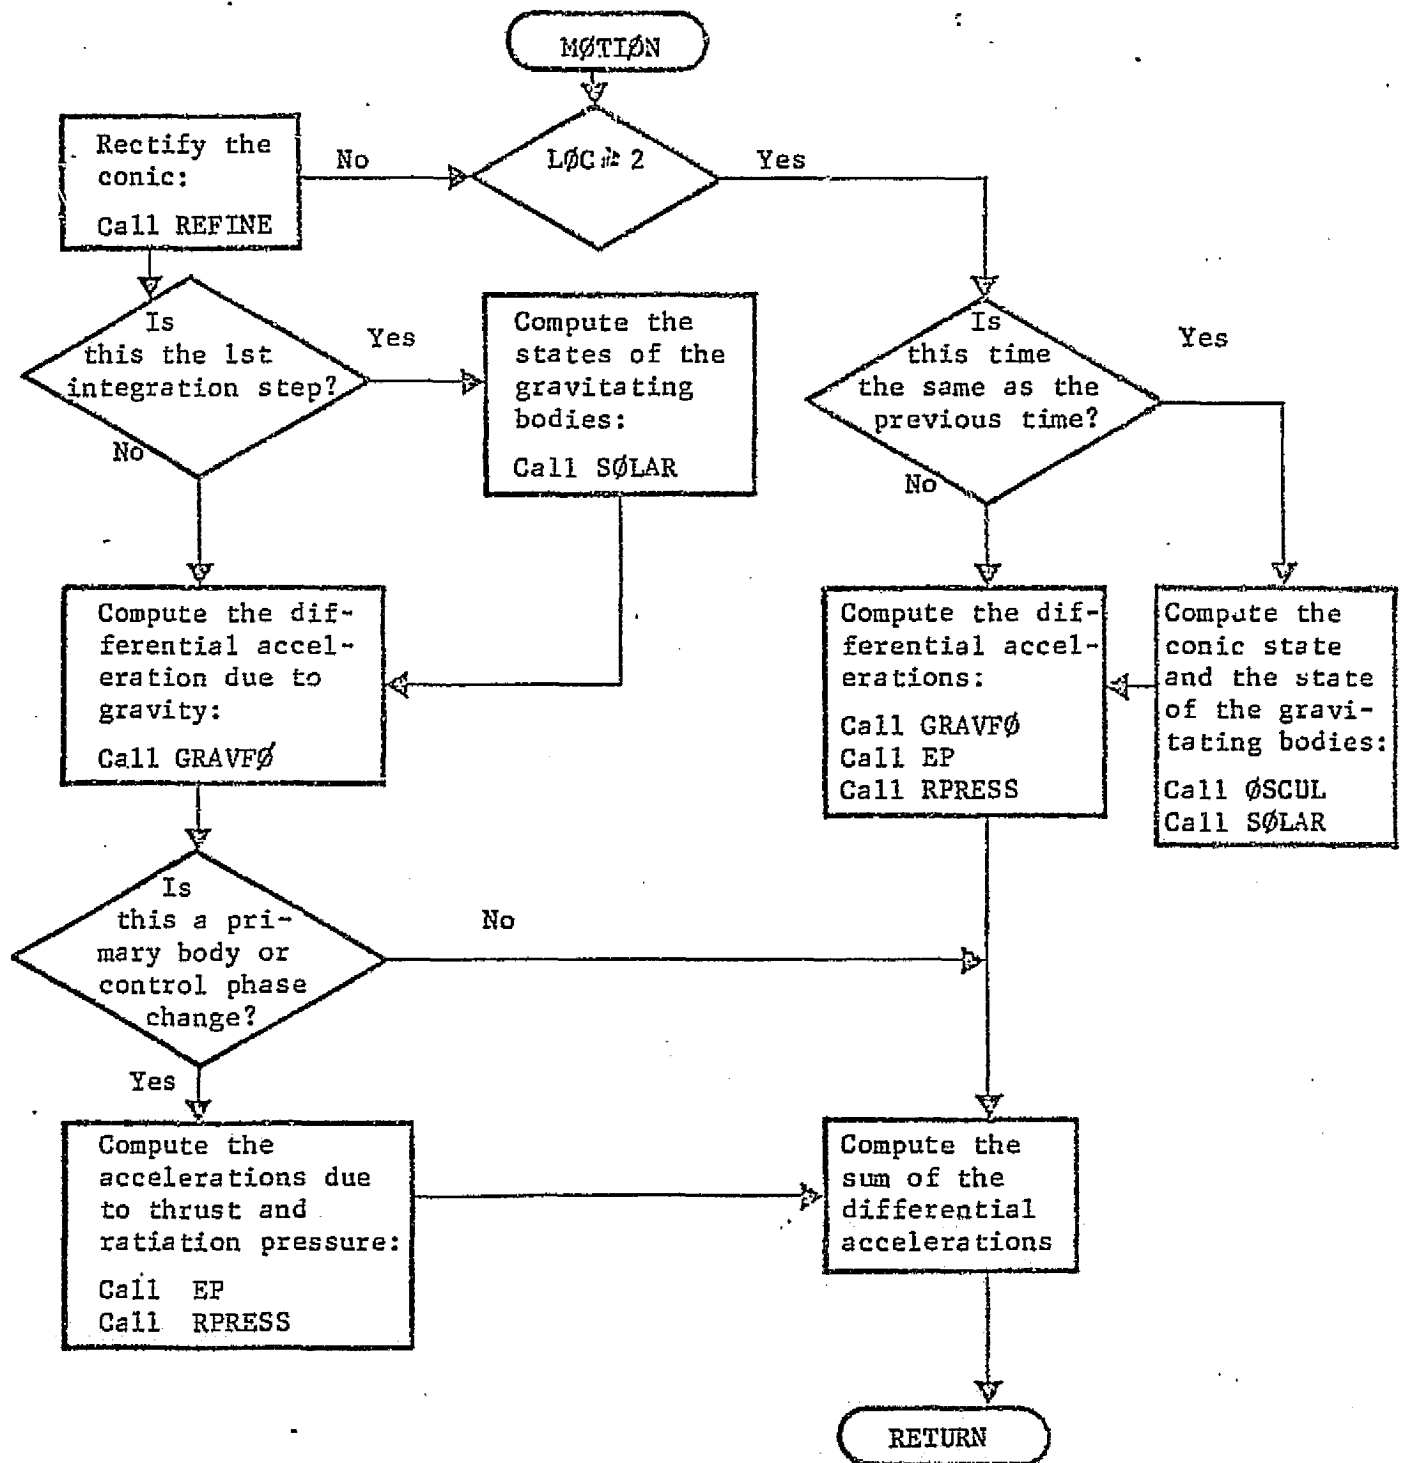 MØTIØN
Rectify the
conic:
Call REFINE
No
LØC ≠ 2
Yes
Is
this the 1st
integration step?
Yes
No
Compute the
states of the
gravitating
bodies:
Call SØLAR
Is
this time
the same as the
previous time?
Yes
No
Compute the dif-
ferential accel-
eration due to
gravity:
Call GRAVFØ
Compute the dif-
ferential accel-
erations:
Call GRAVFØ
Call EP
Call RPRESS
Compute the
conic state
and the state
of the gravi-
tating bodies:
Call ØSCUL
Call SØLAR
Is
this a pri-
mary body or
control phase
change?
No
Yes
Compute the
accelerations due
to thrust and
ratiation pressure:
Call EP
Call RPRESS
Compute the
sum of the
differential
accelerations
RETURN